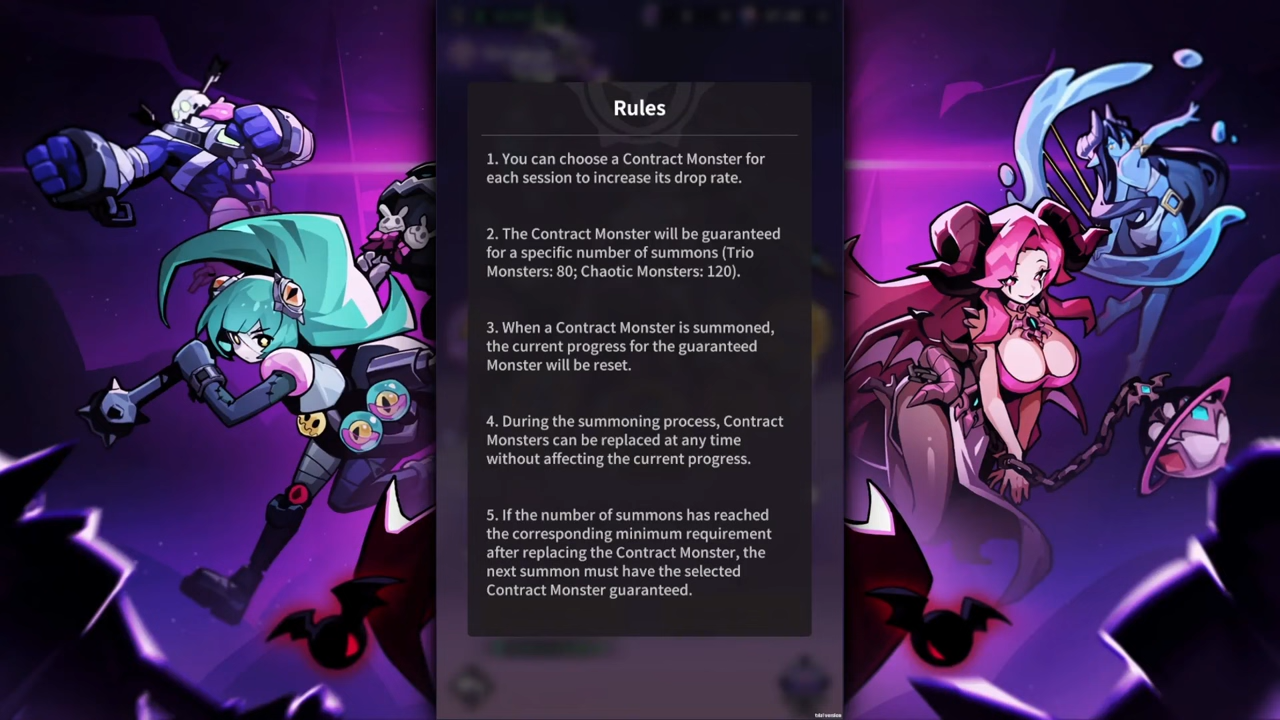 Rules
1. You can choose a Contract Monster for
each session to increase its drop rate.
2. The Contract Monster will be guaranteed
for a specific number of summons (Trio
Monsters: 80; Chaotic Monsters: 120).
3. When a Contract Monster is summoned,
the current progress for the guaranteed
Monster will be reset.
4. During the summoning process, Contract
Monsters can be replaced at any time
without affecting the current progress.
5. If the number of summons has reached
the corresponding minimum requirement
after replacing the Contract Monster, the
next summon must have the selected
Contract Monster guaranteed.